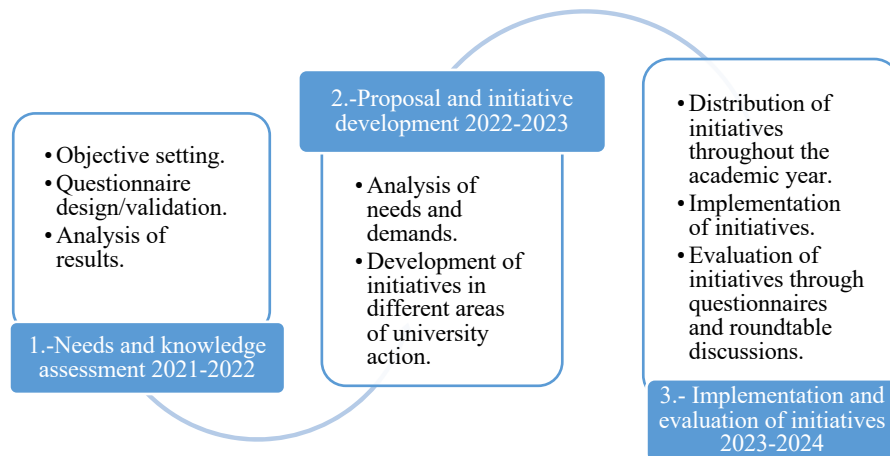 • Objective setting.
• Questionnaire
design/validation.
• Analysis of
results.
1.-Needs and knowledge
assessment 2021-2022
2.-Proposal and initiative
development 2022-2023
• Analysis of
needs and
demands.
• Development of
initiatives in
different areas
of university
action.
• Distribution of
initiatives
throughout the
academic year.
• Implementation
of initiatives.
• Evaluation of
initiatives through
questionnaires
and roundtable
discussions.
3.- Implementation and
evaluation of initiatives
2023-2024